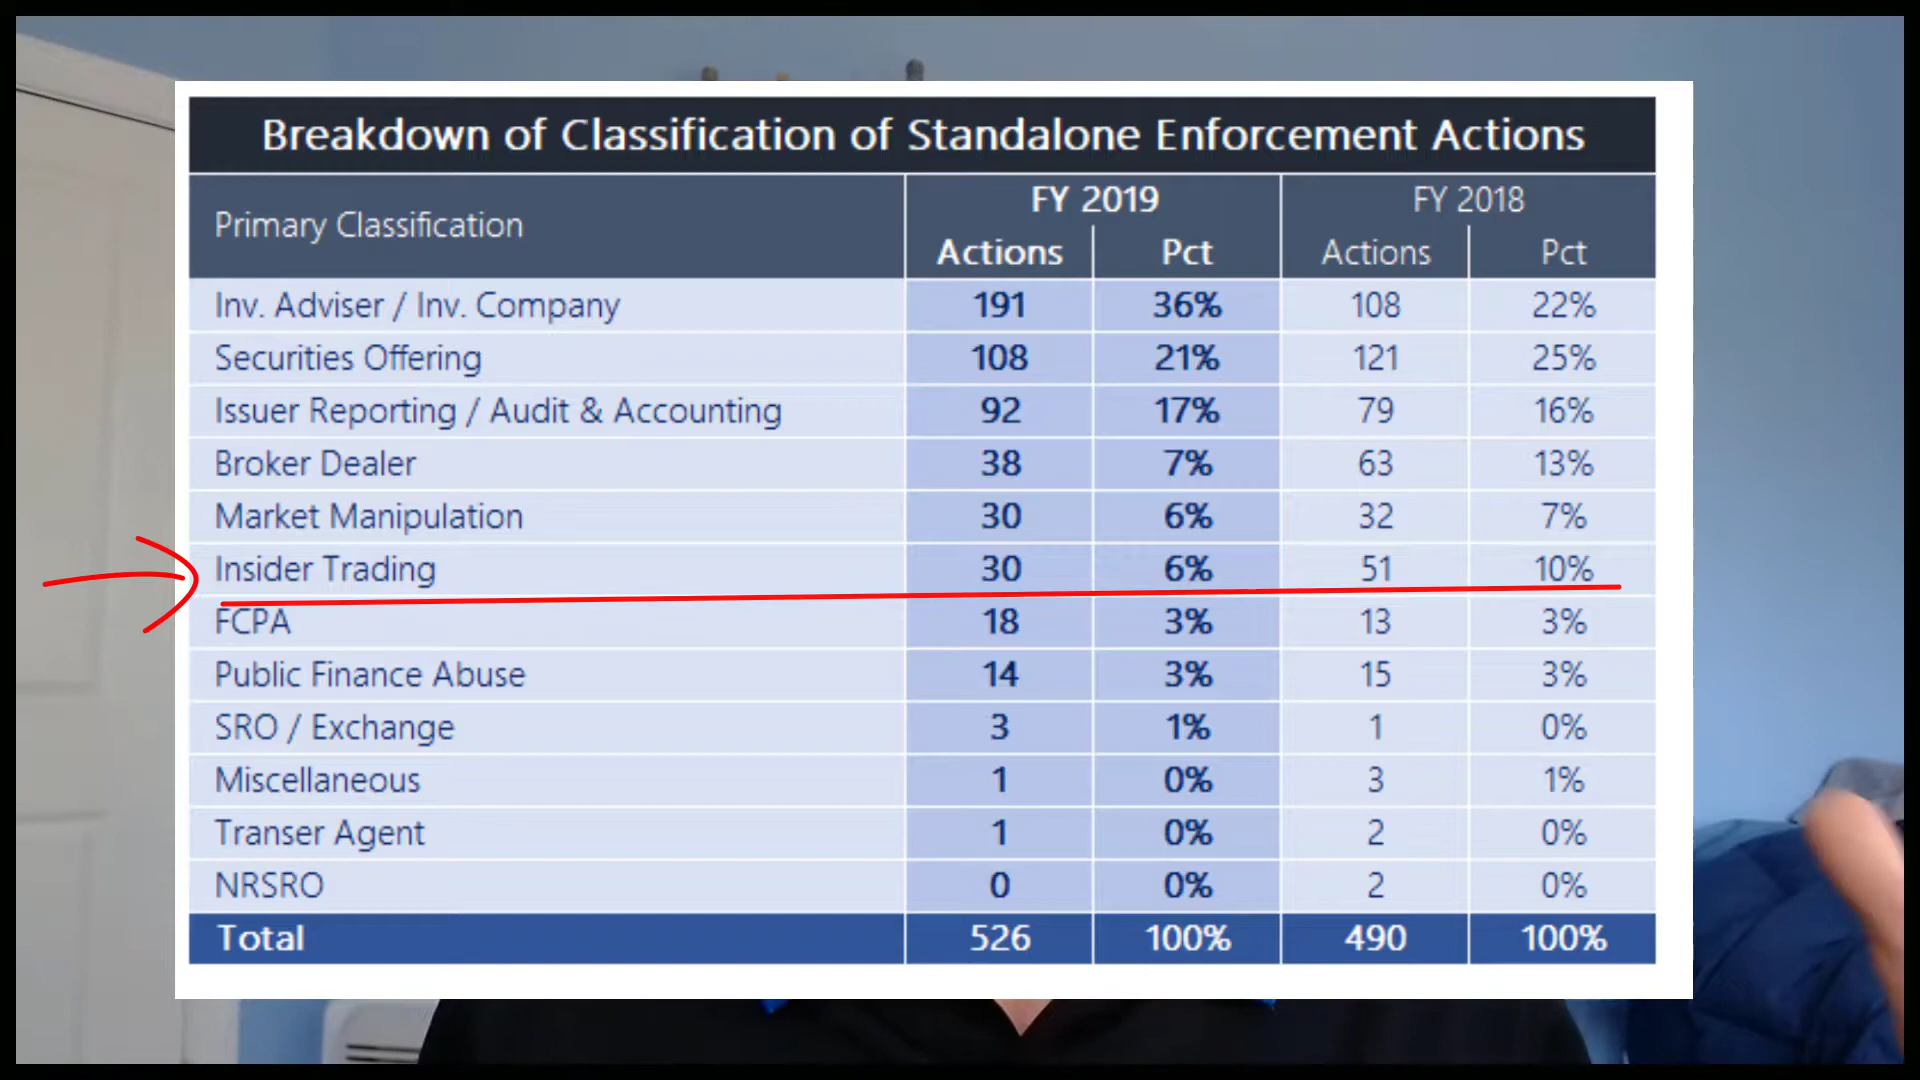 Breakdown of Classification of Standalone Enforcement Actions
Primary Classification FY 2019 FY 2018
Actions Pct Actions Pct
Inv. Adviser / Inv. Company 191 36% 108 22%
Securities Offering 108 21% 121 25%
Issuer Reporting / Audit & Accounting 92 17% 79 16%
Broker Dealer 38 7% 63 13%
Market Manipulation 30 6% 32 7%
Insider Trading 30 6% 51 10%
FCPA 18 3% 13 3%
Public Finance Abuse 14 3% 15 3%
SRO / Exchange 3 1% 1 0%
Miscellaneous 1 0% 3 1%
Transer Agent 1 0% 2 0%
NRSRO 0 0% 2 0%
Total 526 100% 490 100%